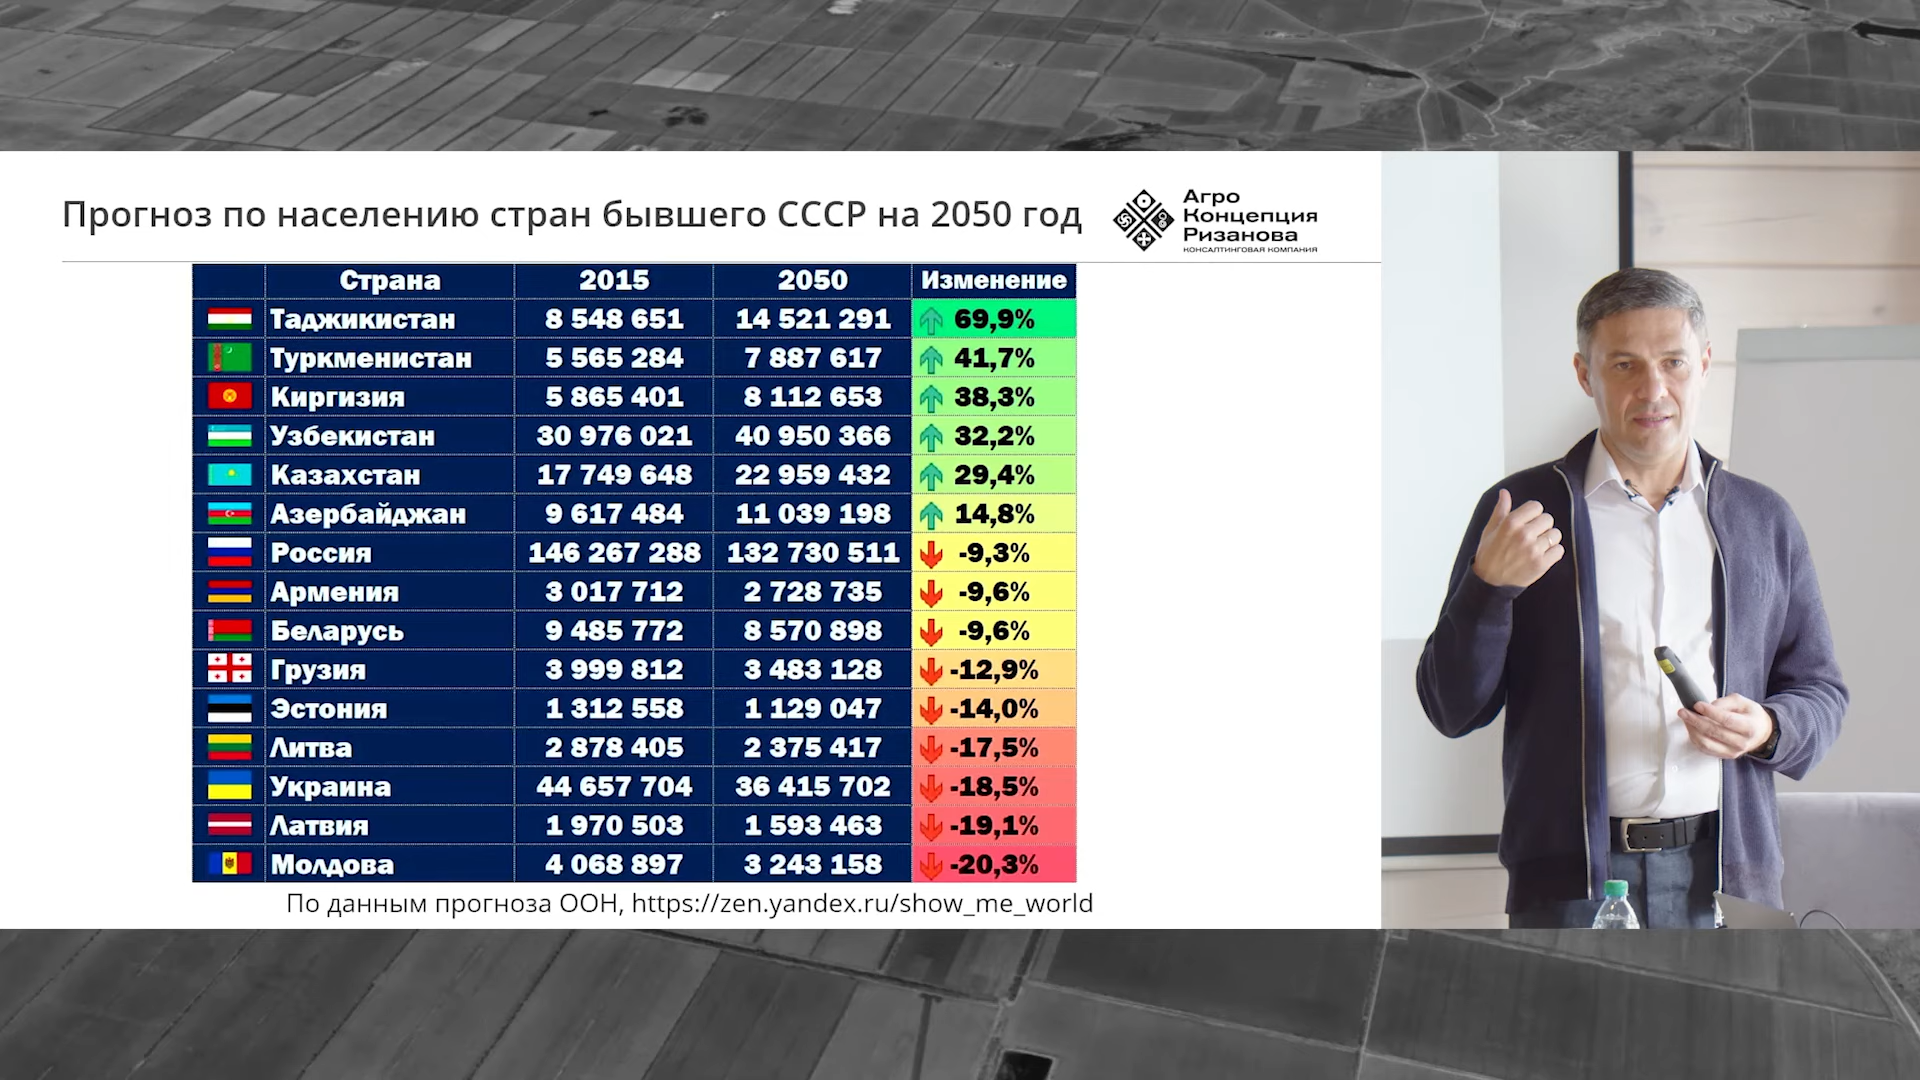 Прогноз по населению стран бывшего СССР на 2050 год
Агро
Концепция
Ризанова
КОНСАЛТИНГОВАЯ КОМПАНИЯ
Страна 2015 2050 Изменение
Таджикистан 8 548 651 14 521 291 69,9%
Туркменистан 5 565 284 7 887 617 41,7%
Киргизия 5 865 401 8 112 653 38,3%
Узбекистан 30 976 021 40 950 366 32,2%
Казахстан 17 749 648 22 959 432 29,4%
Азербайджан 9 617 484 11 039 198 14,8%
Россия 146 267 288 132 730 511 -9,3%
Армения 3 017 712 2 728 735 -9,6%
Беларусь 9 485 772 8 570 898 -9,6%
Грузия 3 999 812 3 483 128 -12,9%
Эстония 1 312 558 1 129 047 -14,0%
Литва 2 878 405 2 375 417 -17,5%
Украина 44 657 704 36 415 702 -18,5%
Латвия 1 970 503 1 593 463 -19,1%
Молдова 4 068 897 3 243 158 -20,3%
По данным прогноза ООН, https://zen.yandex.ru/show_me_world